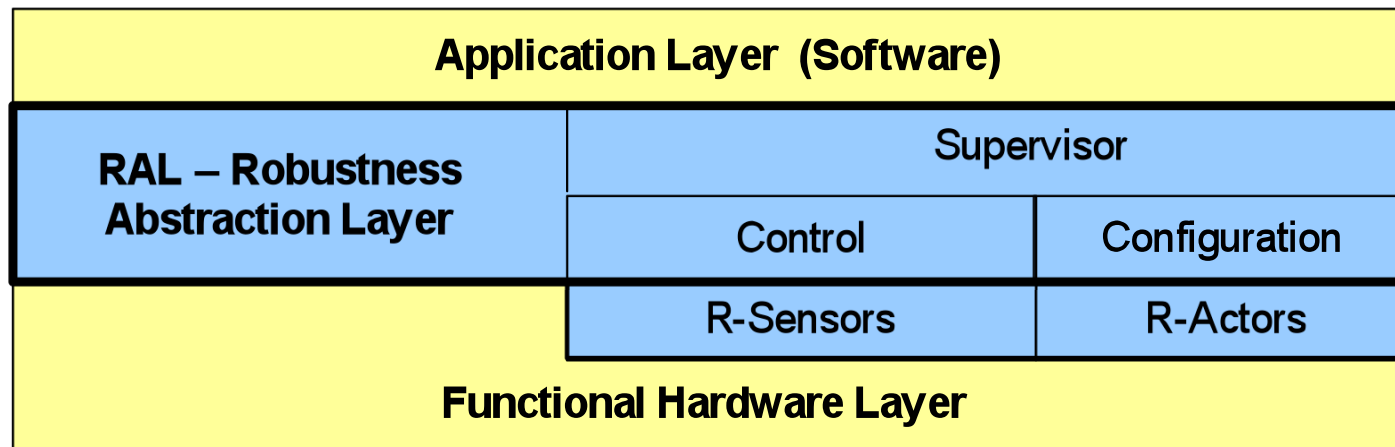 Application Layer (Software)
RAL – Robustness
Abstraction Layer
Supervisor
Control
Configuration
R-Sensors
R-Actors
Functional Hardware Layer